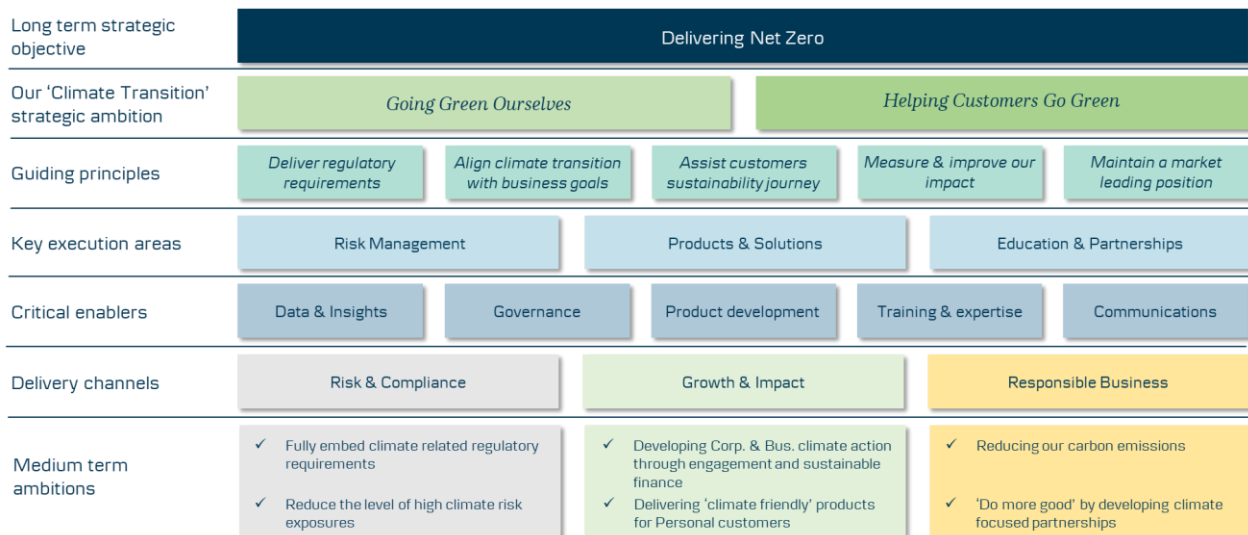 Long term strategic
objective
Delivering Net Zero
Our ‘Climate Transition’
strategic ambition
Going Green Ourselves
Helping Customers Go Green
Guiding principles
Deliver regulatory
requirements
Align climate transition
with business goals
Assist customers
sustainability journey
Measure & improve our
impact
Maintain a market
leading position
Key execution areas
Risk Management
Products & Solutions
Education & Partnerships
Critical enablers
Data & Insights
Governance
Product development
Training & expertise
Communications
Delivery channels
Risk & Compliance
Growth & Impact
Responsible Business
Medium term
ambitions
✓ Fully embed climate related regulatory
requirements
✓ Reduce the level of high climate risk
exposures
✓ Developing Corp. & Bus. climate action
through engagement and sustainable
finance
✓ Delivering ‘climate friendly’ products
for Personal customers
✓ Reducing our carbon emissions
✓ ‘Do more good’ by developing climate
focused partnerships